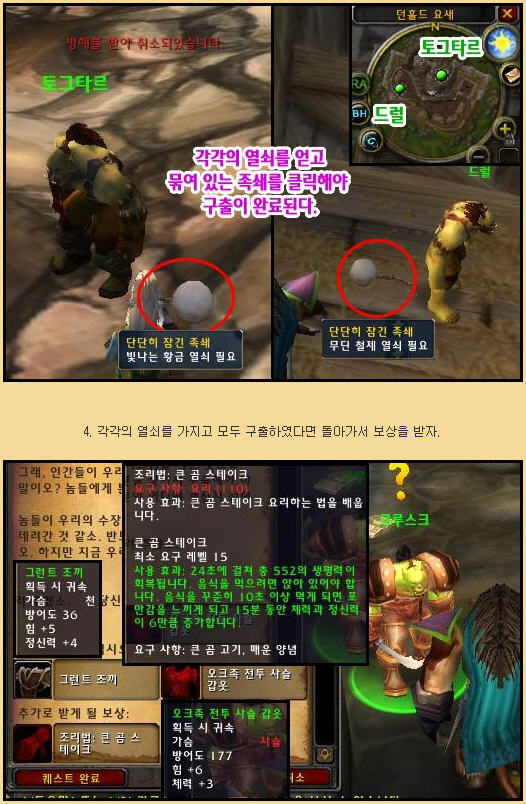 방해를 받아 취소되었습니다.
토그타르
던홀드 요새
N
토그타르
드럴
드럴
각각의 열쇠를 얻고
묶여 있는 족쇄를 클릭해야
구출이 완료된다.
단단히 잠긴 족쇄
빛나는 황금 열쇠 필요
단단히 잠긴 족쇄
무딘 철제 열쇠 필요
4. 각각의 열쇠를 가지고 모두 구출하였다면 돌아가서 보상을 받자.
그래, 인간들이 우리
말이오? 놈들에게
놈들이 우리의 수장
데려간 것 같소.
오. 하지만 지금 우리
조리법: 큰 곰 스테이크
요구 사항: 요리 (110)
사용 효과: 큰 곰 스테이크 요리하는 법을 배웁
니다.
큰 곰 스테이크
최소 요구 레벨 15
사용 효과: 24초에 걸쳐 총 552의 생명력이
회복됩니다. 음식을 먹으려면 앉아 있어야 합
니다. 음식을 꾸준히 10초 이상 먹게 되면 포
만감을 느끼게 되고 15분 동안 체력과 정신력
이 6만큼 증가합니다.
요구 사항: 큰 곰 고기, 매운 양념
그런트 조끼
획득 시 귀속
가슴 천
방어도 36
힘 +5
정신력 +4
그런트 조끼
오크족 전투 사슬
갑옷
추가로 받게 될 보상:
조리법: 큰 곰 스
테이크
오크족 전투 사슬 갑옷
획득 시 귀속
가슴 사슬
방어도 177
힘 +6
체력 +3
퀘스트 완료
취소
크루스크